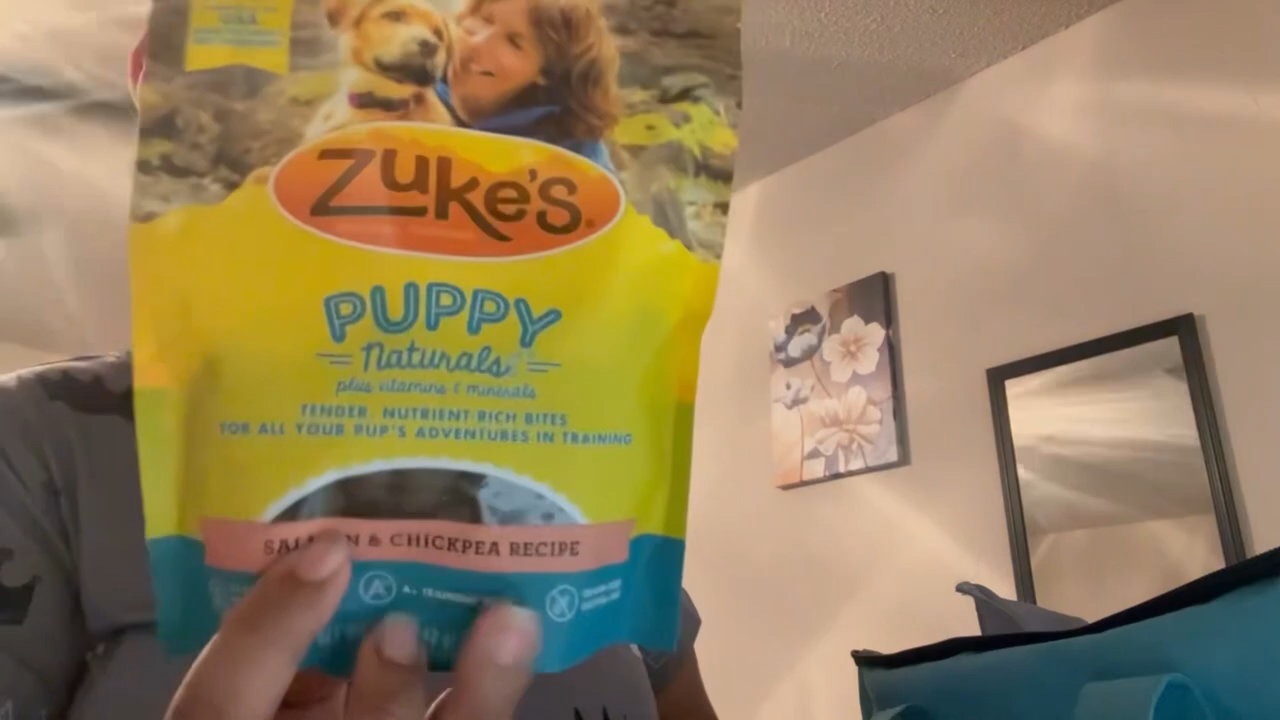 USA
ZUKE'S
PUPPY
Naturals
plus vitamins & minerals
TENDER, NUTRIENT-RICH BITES
FOR ALL YOUR PUP'S ADVENTURES IN TRAINING
& CHICKPEA RECIPE
A+